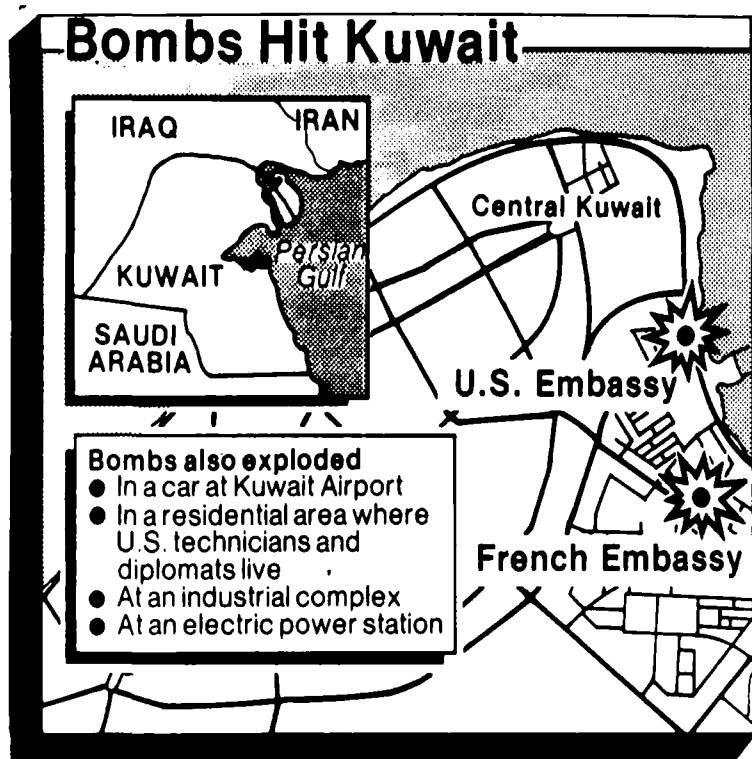 Bombs Hit Kuwait
IRAQ
IRAN
KUWAIT
Persian
Gulf
SAUDI
ARABIA
Central Kuwait
U.S. Embassy
French Embassy
Bombs also exploded
● In a car at Kuwait Airport
● In a residential area where
U.S. technicians and
diplomats live
● At an industrial complex
● At an electric power station